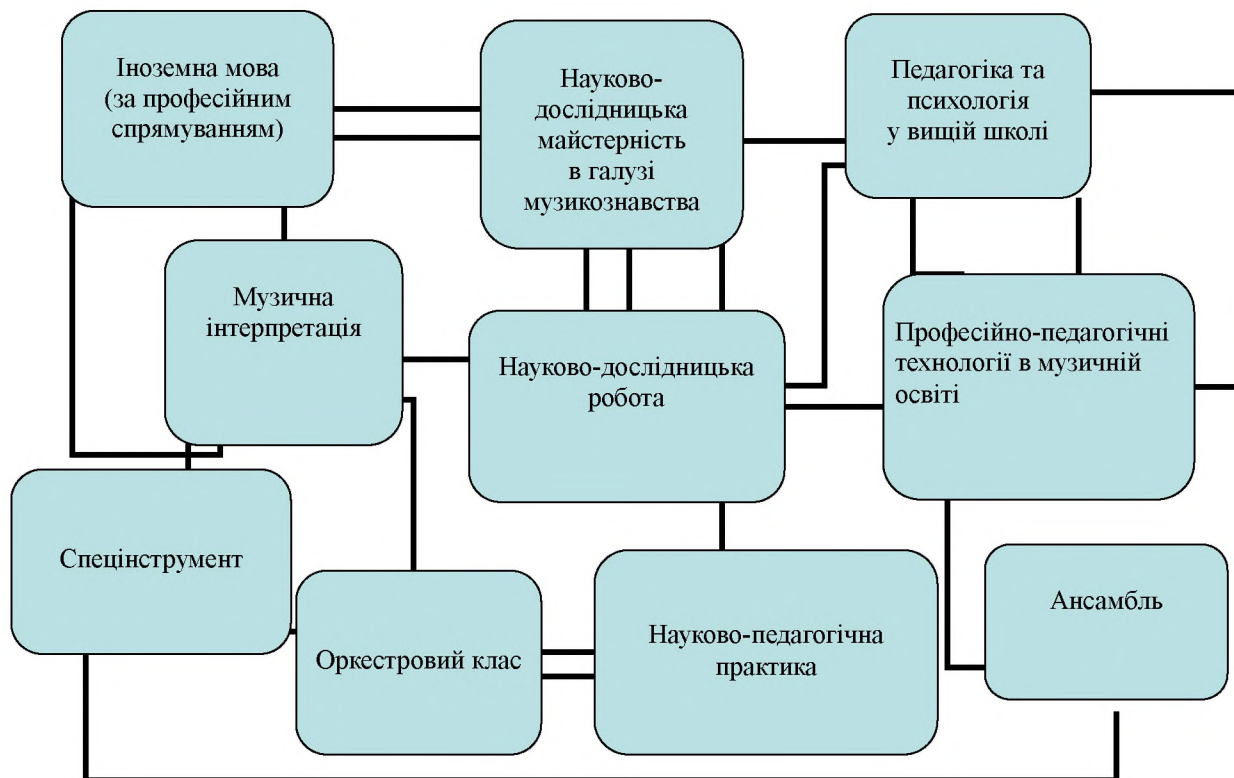 Іноземна мова
(за професійним
спрямуванням)
Науково-
дослідницька
майстерність
в галузі
музикознавства
Педагогіка та
психологія
у вищій школі
Музична
інтерпретація
Науково-дослідницька
робота
Професійно-педагогічні
технології в музичній
освіті
Спецінструмент
Оркестровий клас
Науково-педагогічна
практика
Ансамбль